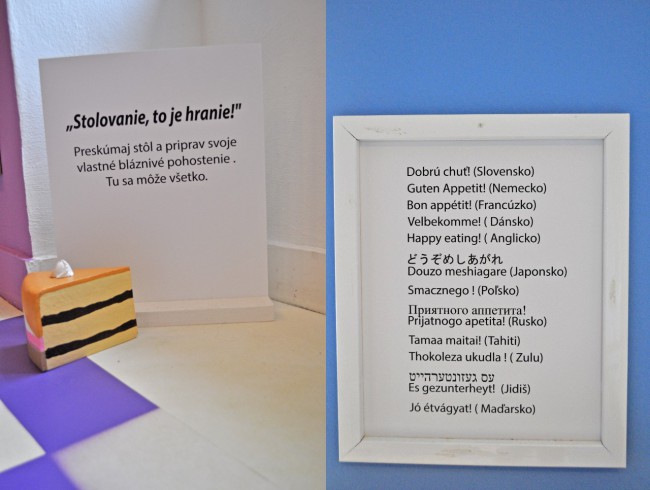 „Stolovanie, to je hranie!"
Preskúmaj stôl a priprav svoje
vlastné bláznivé pohostenie .
Tu sa môže všetko.
Dobrú chuť! (Slovensko)
Guten Appetit! (Nemecko)
Bon appétit! (Francúzko)
Velbekomme! ( Dánsko)
Happy eating! ( Anglicko)
どうぞめしあがれ
Douzo meshiagare (Japonsko)
Smacznego ! (Poľsko)
Приятного аппетита!
Prijatnogo apetita! (Rusko)
Tamaa maitai! (Tahiti)
Thokoleza ukudla ! ( Zulu)
עס געזונטערהייט
Es gezunterheyt! (Jidiš)
Jó étvágyat! ( Maďarsko)